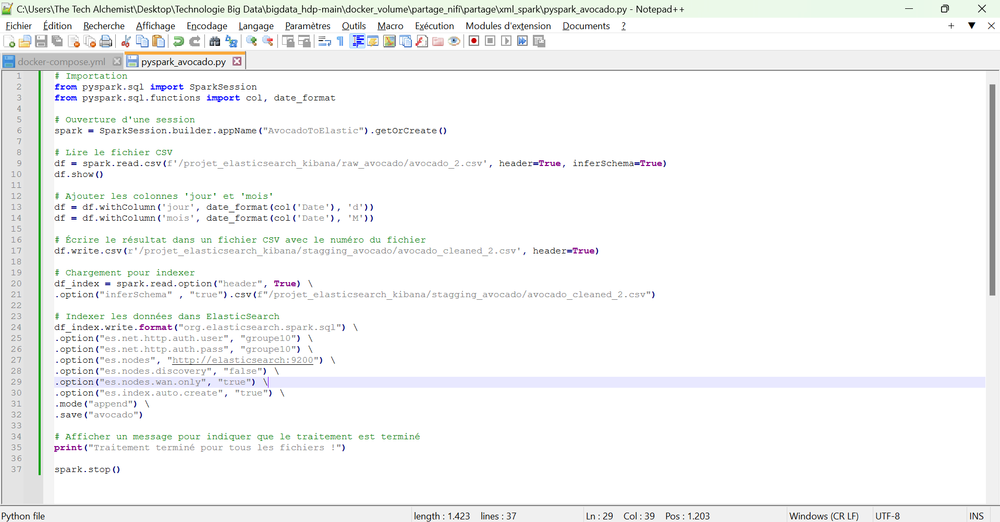 C:\Users\The Tech Alchemist\Desktop\Technologie Big Data\bigdata_hdp-main\docker_volume\partage_nifi\partage\xml_spark\pyspark_avocado.py - Notepad++
Fichier Édition Recherche Affichage Encodage Langage Paramètres Outils Macro Exécution Modules d'extension Documents ?
docker-compose.yml pyspark_avocado.py
1 # Importation
2 from pyspark.sql import SparkSession
3 from pyspark.sql.functions import col, date_format
4
5 # Ouverture d'une session
6 spark = SparkSession.builder.appName("AvocadoToElastic").getOrCreate()
7
8 # Lire le fichier CSV
9 df = spark.read.csv(f'/projet_elasticsearch_kibana/raw_avocado/avocado_2.csv', header=True, inferSchema=True)
10 df.show()
11
12 # Ajouter les colonnes 'jour' et 'mois'
13 df = df.withColumn('jour', date_format(col('Date'), 'd'))
14 df = df.withColumn('mois', date_format(col('Date'), 'M'))
15
16 # Écrire le résultat dans un fichier CSV avec le numéro du fichier
17 df.write.csv(r'/projet_elasticsearch_kibana/stagging_avocado/avocado_cleaned_2.csv', header=True)
18
19 # Chargement pour indexer
20 df_index = spark.read.option("header", True) \
21 .option("inferSchema" , "true").csv(f"/projet_elasticsearch_kibana/stagging_avocado/avocado_cleaned_2.csv")
22
23 # Indexer les données dans ElasticSearch
24 df_index.write.format("org.elasticsearch.spark.sql") \
25 .option("es.net.http.auth.user", "groupe10") \
26 .option("es.net.http.auth.pass", "groupe10") \
27 .option("es.nodes", "http://elasticsearch:9200") \
28 .option("es.nodes.discovery", "false") \
29 .option("es.nodes.wan.only", "true") \
30 .option("es.index.auto.create", "true") \
31 .mode("append") \
32 .save("avocado")
33
34 # Afficher un message pour indiquer que le traitement est terminé
35 print("Traitement terminé pour tous les fichiers !")
36
37 spark.stop()
Python file length : 1.423 lines : 37 Ln : 29 Col : 39 Pos : 1.203 Windows (CR LF) UTF-8 INS